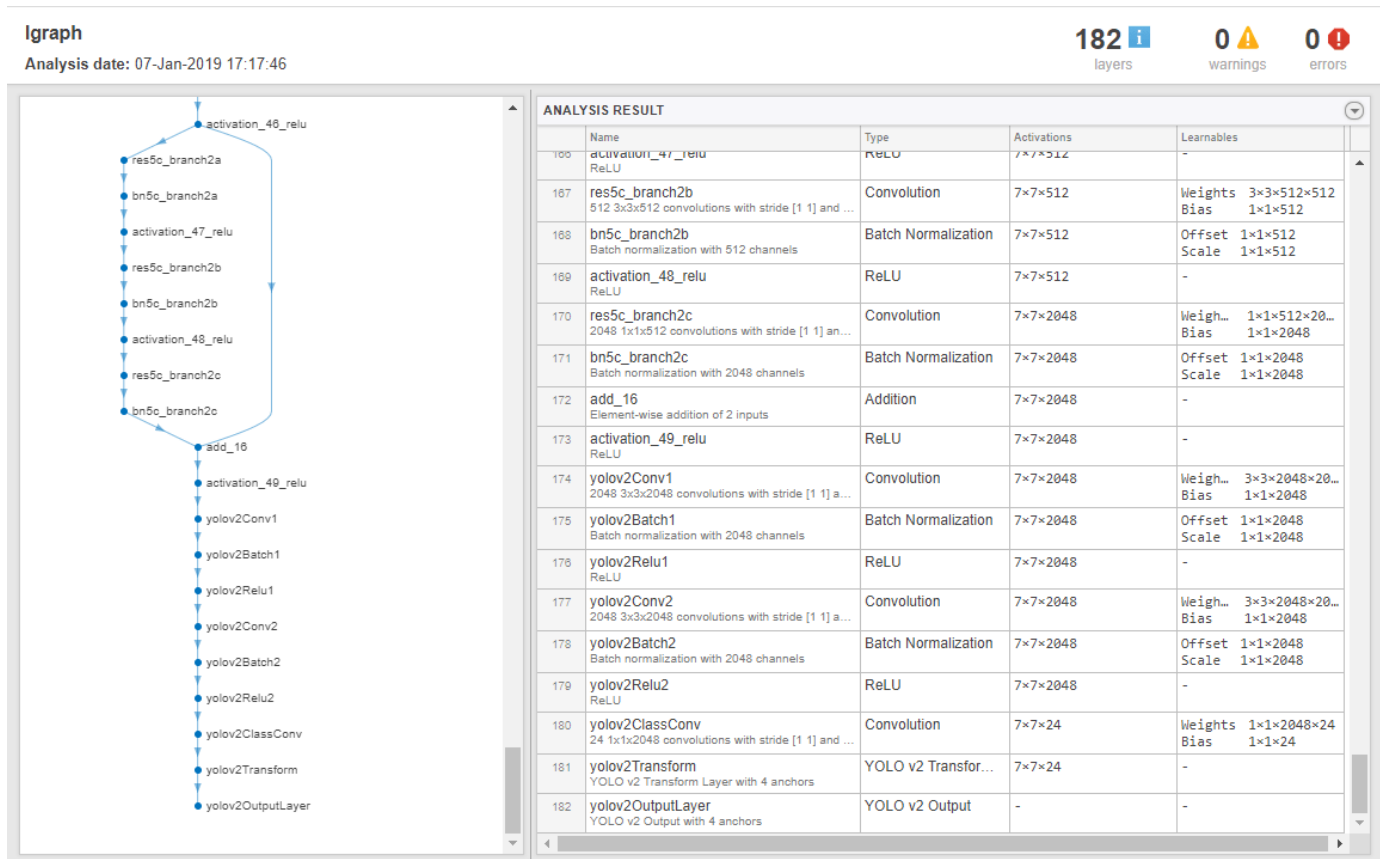 lgraph
Analysis date: 07-Jan-2019 17:17:46
182 i
layers
0 !
warnings
0 !
errors
activation_46_relu
res5c_branch2a
bn5c_branch2a
activation_47_relu
res5c_branch2b
bn5c_branch2b
activation_48_relu
res5c_branch2c
bn5c_branch2c
add_16
activation_49_relu
yolov2Conv1
yolov2Batch1
yolov2Relu1
yolov2Conv2
yolov2Batch2
yolov2Relu2
yolov2ClassConv
yolov2Transform
yolov2OutputLayer
ANALYSIS RESULT
Name Type Activations Learnables
166 activation_47_relu ReLU 7×7×512 -
ReLU
167 res5c_branch2b Convolution 7×7×512 Weights 3×3×512×512
512 3x3x512 convolutions with stride [1 1] and ... Bias 1×1×512
168 bn5c_branch2b Batch Normalization 7×7×512 Offset 1×1×512
Batch normalization with 512 channels Scale 1×1×512
169 activation_48_relu ReLU 7×7×512 -
ReLU
170 res5c_branch2c Convolution 7×7×2048 Weigh… 1×1×512×20…
2048 1x1x512 convolutions with stride [1 1] an... Bias 1×1×2048
171 bn5c_branch2c Batch Normalization 7×7×2048 Offset 1×1×2048
Batch normalization with 2048 channels Scale 1×1×2048
172 add_16 Addition 7×7×2048 -
Element-wise addition of 2 inputs
173 activation_49_relu ReLU 7×7×2048 -
ReLU
174 yolov2Conv1 Convolution 7×7×2048 Weigh… 3×3×2048×20…
2048 3x3x2048 convolutions with stride [1 1] a... Bias 1×1×2048
175 yolov2Batch1 Batch Normalization 7×7×2048 Offset 1×1×2048
Batch normalization with 2048 channels Scale 1×1×2048
176 yolov2Relu1 ReLU 7×7×2048 -
ReLU
177 yolov2Conv2 Convolution 7×7×2048 Weigh… 3×3×2048×20…
2048 3x3x2048 convolutions with stride [1 1] a... Bias 1×1×2048
178 yolov2Batch2 Batch Normalization 7×7×2048 Offset 1×1×2048
Batch normalization with 2048 channels Scale 1×1×2048
179 yolov2Relu2 ReLU 7×7×2048 -
ReLU
180 yolov2ClassConv Convolution 7×7×24 Weights 1×1×2048×24
24 1x1x2048 convolutions with stride [1 1] and ... Bias 1×1×24
181 yolov2Transform YOLO v2 Transfor... 7×7×24 -
YOLO v2 Transform Layer with 4 anchors
182 yolov2OutputLayer YOLO v2 Output - -
YOLO v2 Output with 4 anchors